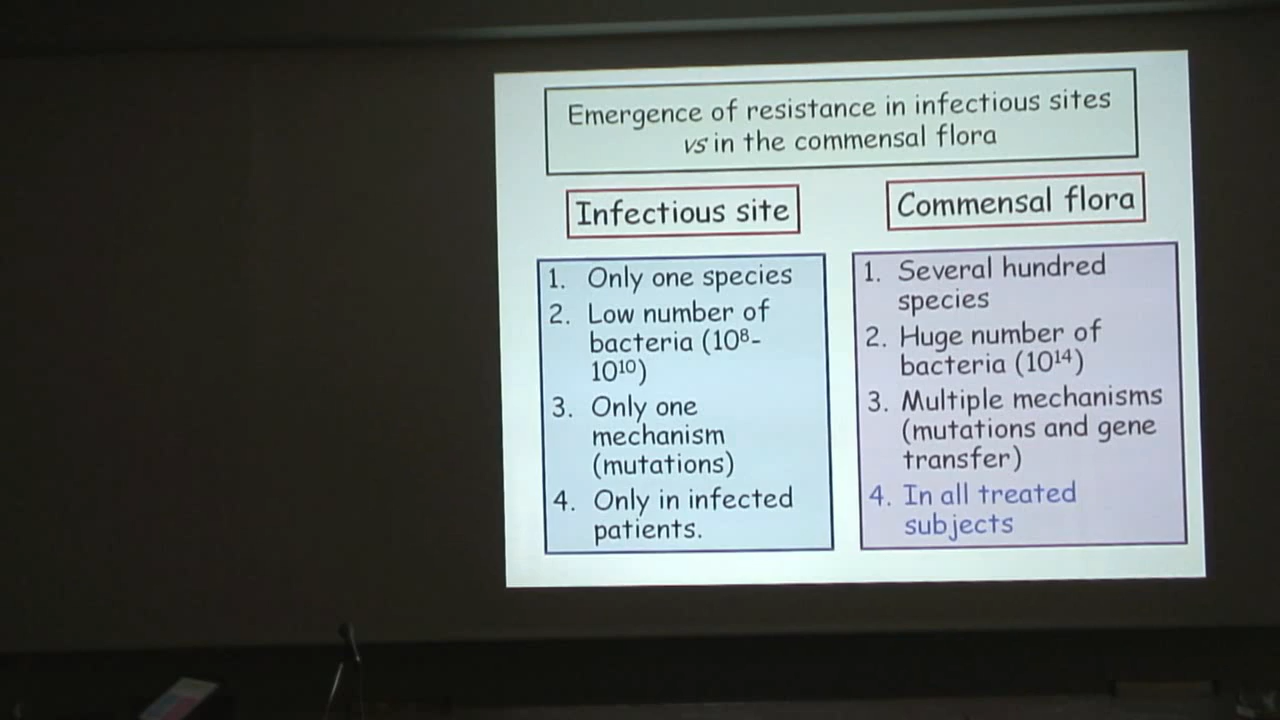 Emergence of resistance in infectious sites
vs in the commensal flora
Infectious site
1. Only one species
2. Low number of
bacteria (10⁸-
10¹⁰)
3. Only one
mechanism
(mutations)
4. Only in infected
patients.
Commensal flora
1. Several hundred
species
2. Huge number of
bacteria (10¹⁴)
3. Multiple mechanisms
(mutations and gene
transfer)
4. In all treated
subjects